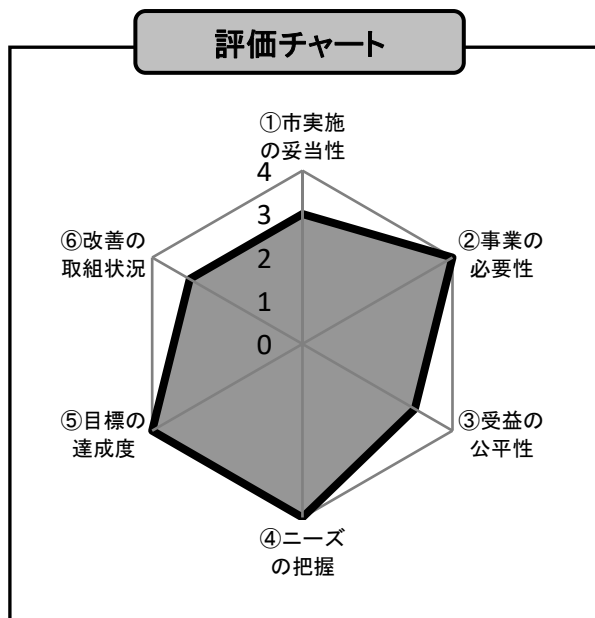 評価チャート
①市実施
の妥当性
4
3
2
1
0
②事業の
必要性
③受益の
公平性
④ニーズ
の把握
⑤目標の
達成度
⑥改善の
取組状況